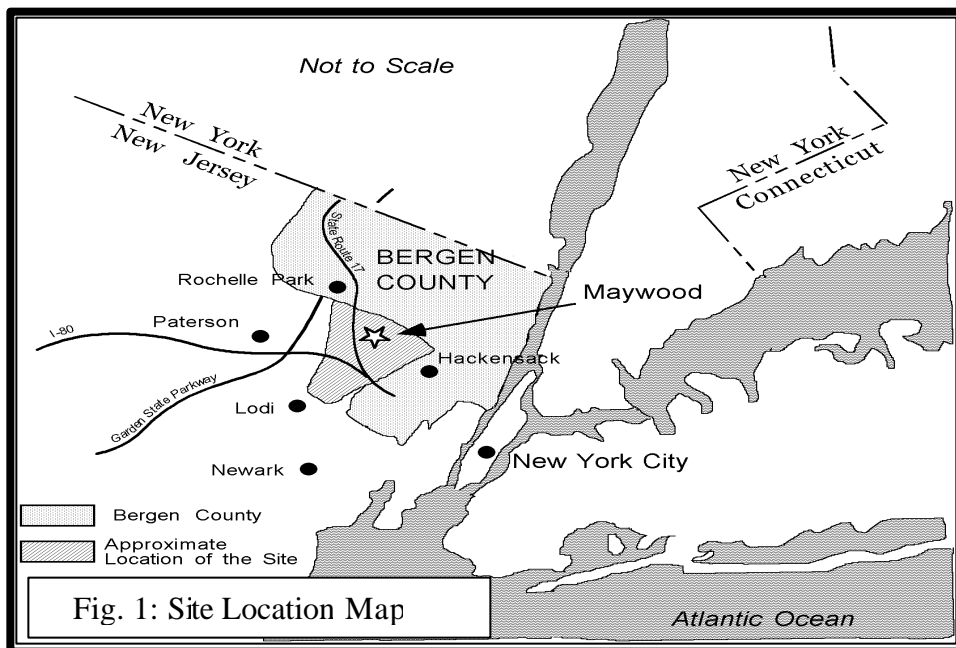 Not to Scale
New York
New Jersey
New York
Connecticut
State Route 17
BERGEN
COUNTY
Rochelle Park
Maywood
Paterson
I-80
Hackensack
Garden State Parkway
Lodi
New York City
Newark
Bergen County
Approximate
Location of the Site
Fig. 1: Site Location Map
Atlantic Ocean